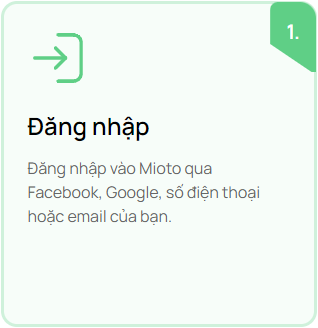 1.
Đăng nhập
Đăng nhập vào Mioto qua
Facebook, Google, số điện thoại
hoặc email của bạn.